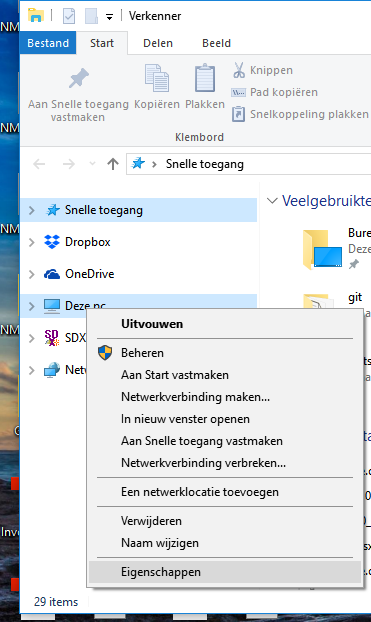 Verkenner
Bestand Start Delen Beeld
Aan Snelle toegang vastmaken
Kopiëren
Plakken
Knippen
Pad kopiëren
Snelkoppeling plakken
Klembord
Snelle toegang
Snelle toegang
Dropbox
OneDrive
Deze pc
SDX
Netw
Veelgebruikte
Bure
Deze
git
Uitvouwen
Beheren
Aan Start vastmaken
Netwerkverbinding maken...
In nieuw venster openen
Aan Snelle toegang vastmaken
Netwerkverbinding verbreken...
Een netwerklocatie toevoegen
Verwijderen
Naam wijzigen
Eigenschappen
29 items
NM
NM
NM
NM
Inve